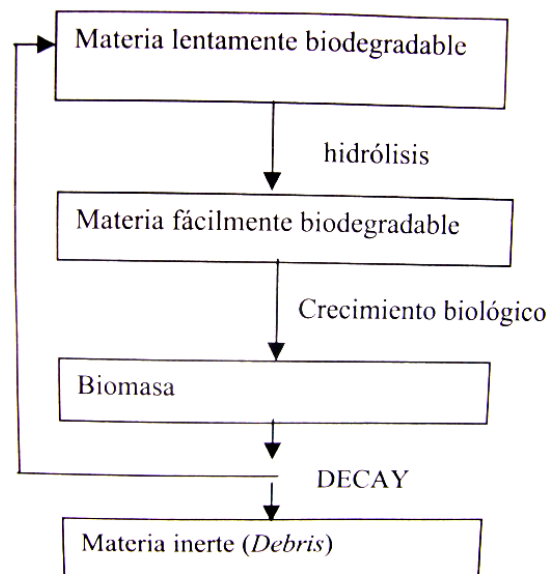 Materia lentamente biodegradable
hidrólisis
Materia fácilmente biodegradable
Crecimiento biológico
Biomasa
DECAY
Materia inerte (Debris)